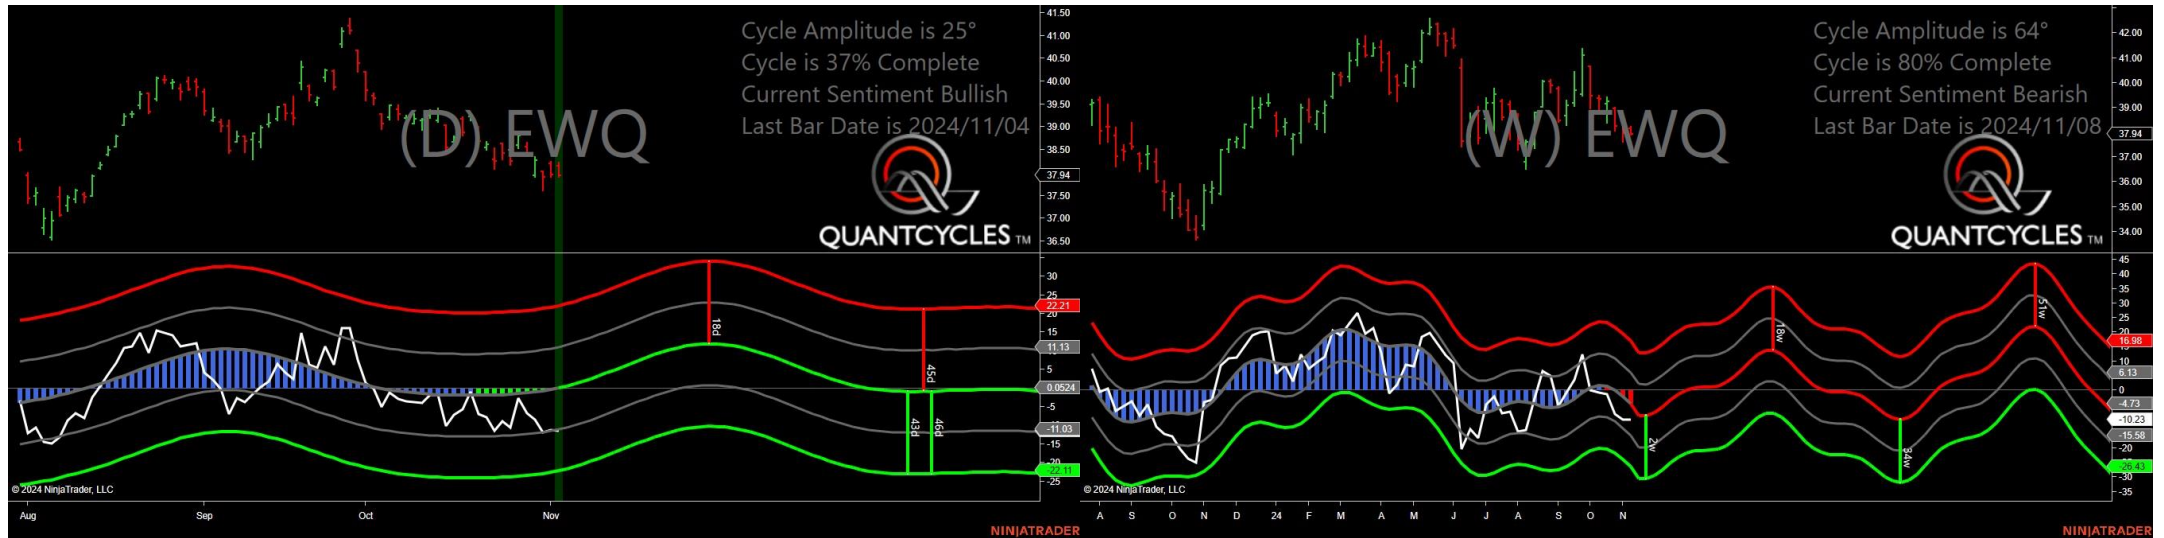 Cycle Amplitude is 25°
Cycle is 37% Complete
Current Sentiment Bullish
Last Bar Date is 2024/11/04
(D) EWQ
QUANTCYCLES TM
41.50
41.00
40.50
40.00
39.50
39.00
38.50
37.94
37.50
37.00
36.50
18d
45d
43d
46d
30
25
22.21
20
15
11.13
5
0.0524
-5
-11.03
-15
-20
-22.11
-25
© 2024 NinjaTrader, LLC
Aug Sep Oct Nov
NINJATRADER
Cycle Amplitude is 64°
Cycle is 80% Complete
Current Sentiment Bearish
Last Bar Date is 2024/11/08
(W) EWQ
QUANTCYCLES TM
42.00
41.00
40.00
39.00
37.94
37.00
36.00
35.00
34.00
2w
18w
34w
51w
45
40
35
30
25
20
16.98
10
6.13
0
-4.73
-10.23
-15.58
-20
-26.43
-30
-35
© 2024 NinjaTrader, LLC
A S O N D 24 F M A M J J A S O N
NINJATRADER